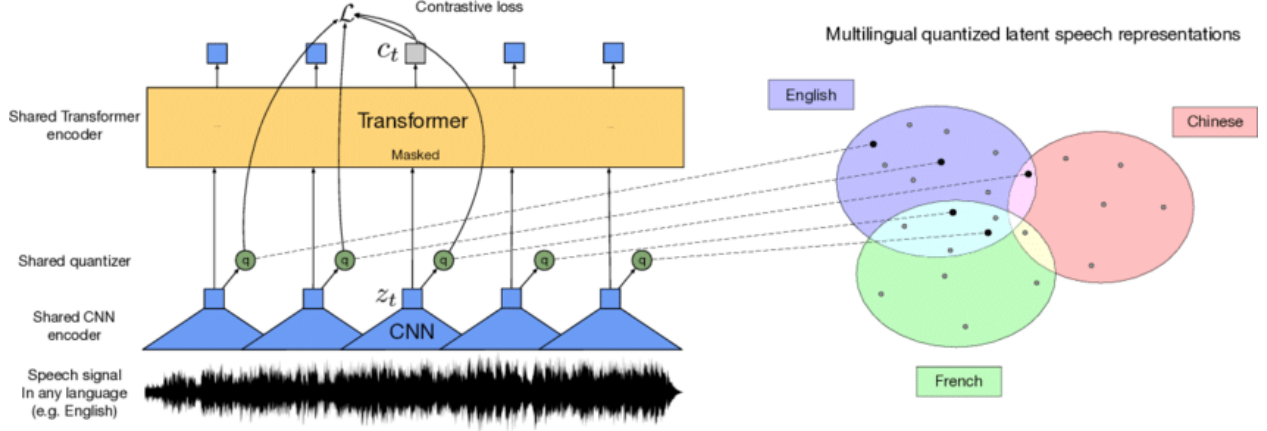 Contrastive loss
ℒ
c_t
Multilingual quantized latent speech representations
English
Chinese
Shared Transformer
encoder
Transformer
Masked
Shared quantizer
q
q
q
q
q
z_t
Shared CNN
encoder
CNN
Speech signal
In any language
(e.g. English)
French